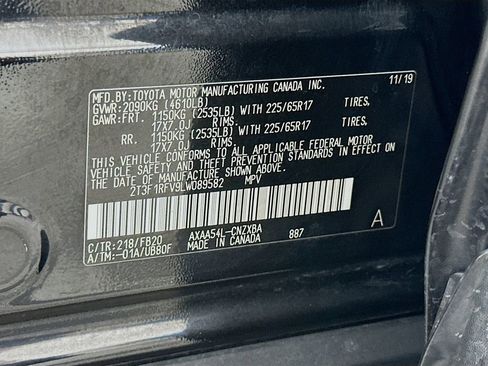 MFD.BY:TOYOTA MOTOR MANUFACTURING CANADA INC. 11/19
GVWR: 2090KG (4610LB)
GAWR:FRT. 1150KG (2535LB) WITH 225/65R17 TIRES.
17X7.0J RIMS.
RR. 1150KG (2535LB) WITH 225/65R17 TIRES.
17X7.0J RIMS.
THIS VEHICLE CONFORMS TO ALL APPLICABLE FEDERAL MOTOR
VEHICLE SAFETY AND THEFT PREVENTION STANDARDS IN EFFECT ON
THE DATE OF MANUFACTURE SHOWN ABOVE.
2T3F1RFV9LW089582 MPV
C/TR:218/FB20 AXAA54L-CNZXBA A
A/TM:-01A/UB80F MADE IN CANADA 887